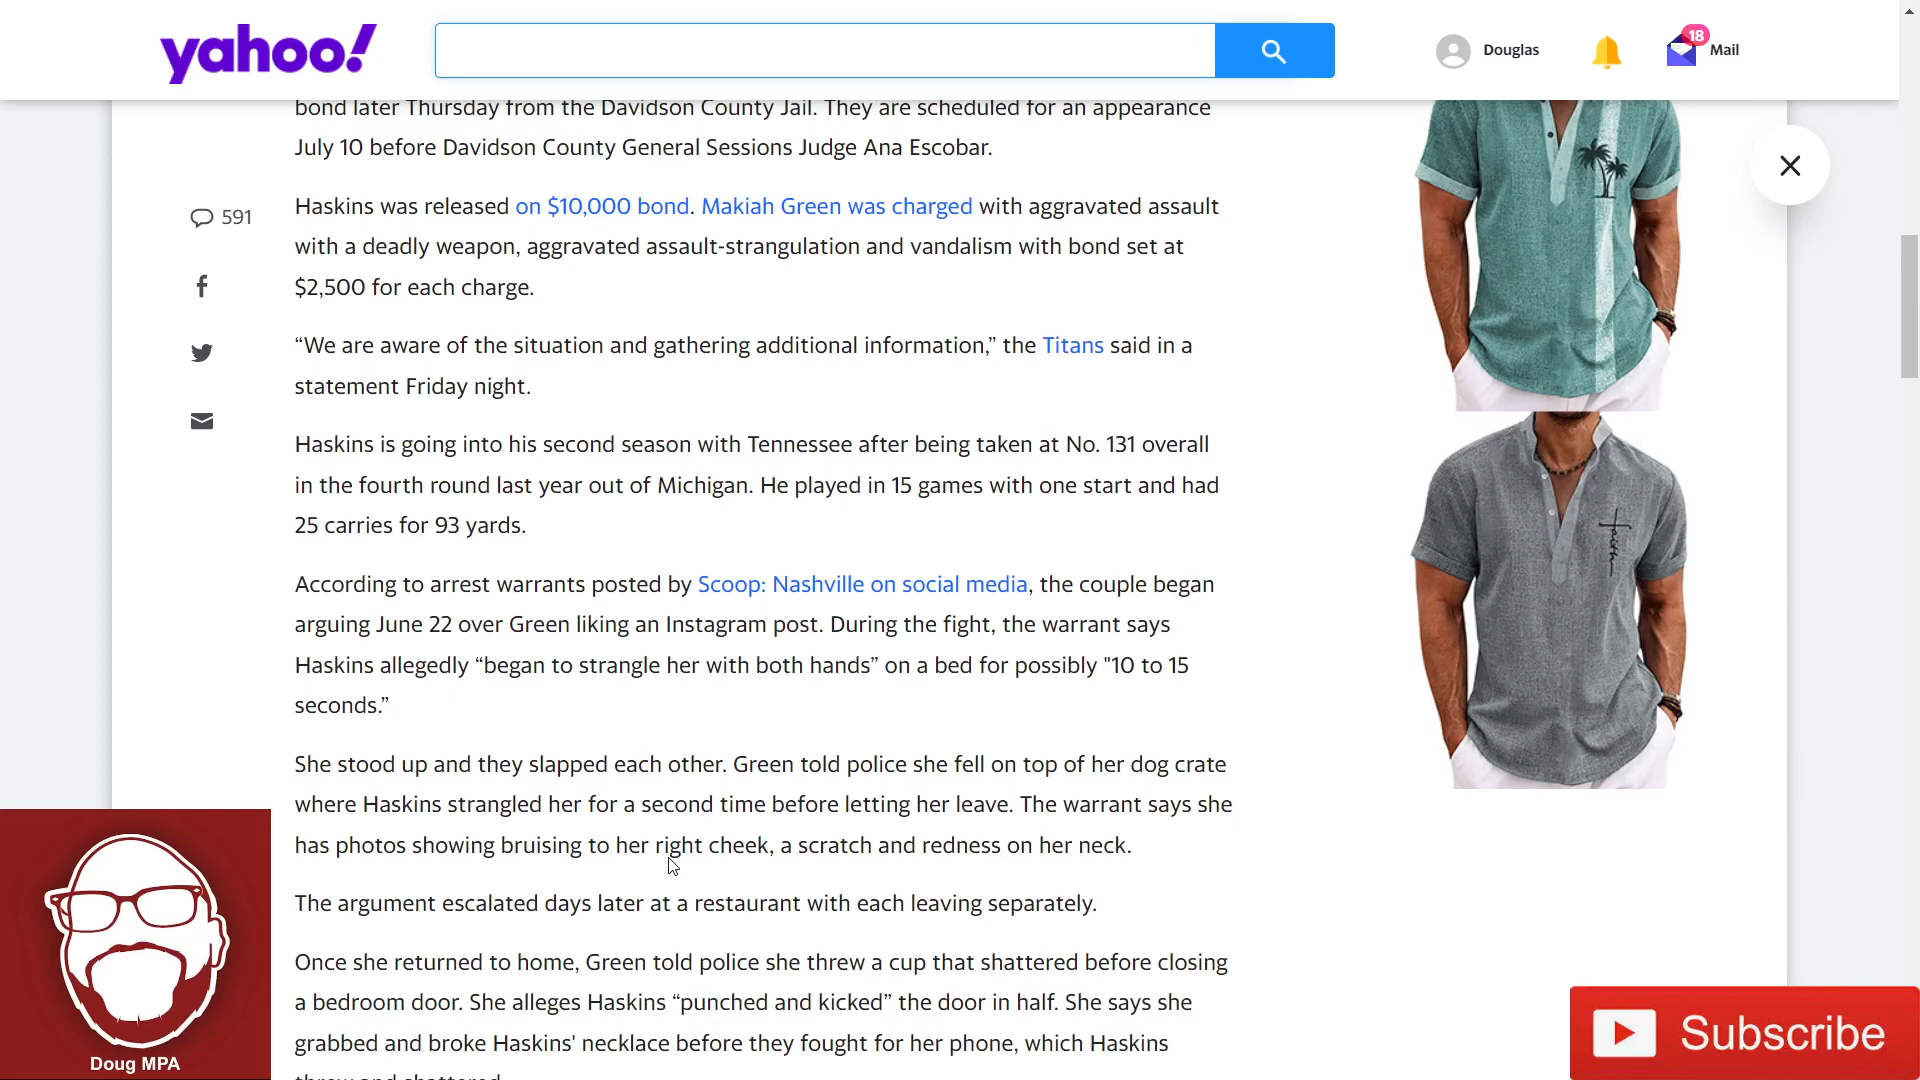 yahoo!
Douglas
18
Mail
bond later Thursday from the Davidson County Jail. They are scheduled for an appearance
July 10 before Davidson County General Sessions Judge Ana Escobar.
591
Haskins was released on $10,000 bond. Makiah Green was charged with aggravated assault
with a deadly weapon, aggravated assault-strangulation and vandalism with bond set at
$2,500 for each charge.
“We are aware of the situation and gathering additional information,” the Titans said in a
statement Friday night.
Haskins is going into his second season with Tennessee after being taken at No. 131 overall
in the fourth round last year out of Michigan. He played in 15 games with one start and had
25 carries for 93 yards.
According to arrest warrants posted by Scoop: Nashville on social media, the couple began
arguing June 22 over Green liking an Instagram post. During the fight, the warrant says
Haskins allegedly “began to strangle her with both hands” on a bed for possibly "10 to 15
seconds.”
She stood up and they slapped each other. Green told police she fell on top of her dog crate
where Haskins strangled her for a second time before letting her leave. The warrant says she
has photos showing bruising to her right cheek, a scratch and redness on her neck.
The argument escalated days later at a restaurant with each leaving separately.
Once she returned to home, Green told police she threw a cup that shattered before closing
a bedroom door. She alleges Haskins “punched and kicked” the door in half. She says she
grabbed and broke Haskins' necklace before they fought for her phone, which Haskins
threw and shattered.
faith
Doug MPA
Subscribe